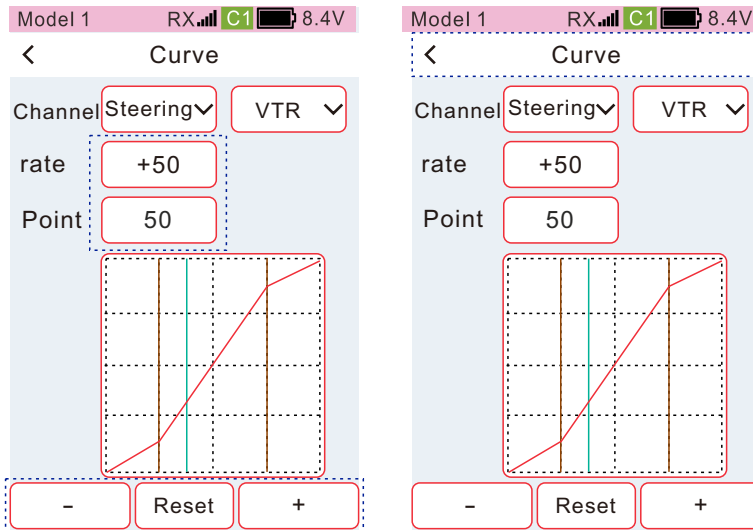 Model 1 RX C1 8.4V
< Curve
Channel Steering VTR
rate +50
Point 50
- Reset +
Model 1 RX C1 8.4V
< Curve
Channel Steering VTR
rate +50
Point 50
- Reset +